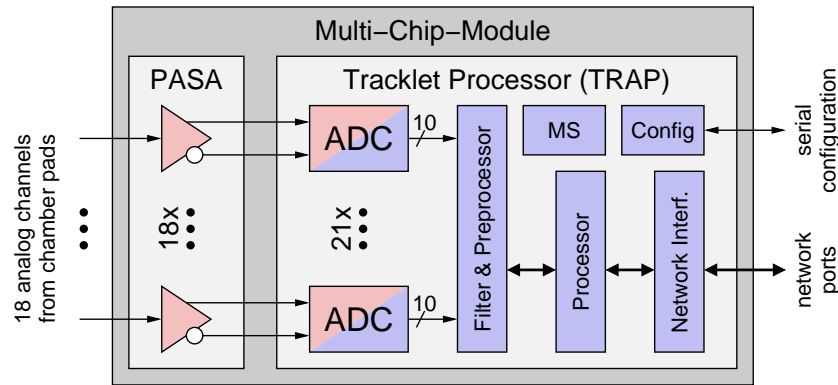 Multi−Chip−Module
PASA
Tracklet Processor (TRAP)
18 analog channels
from chamber pads
18x
ADC
10
21x
ADC
10
Filter & Preprocessor
MS
Config
Processor
Network Interf.
serial
configuration
network
ports